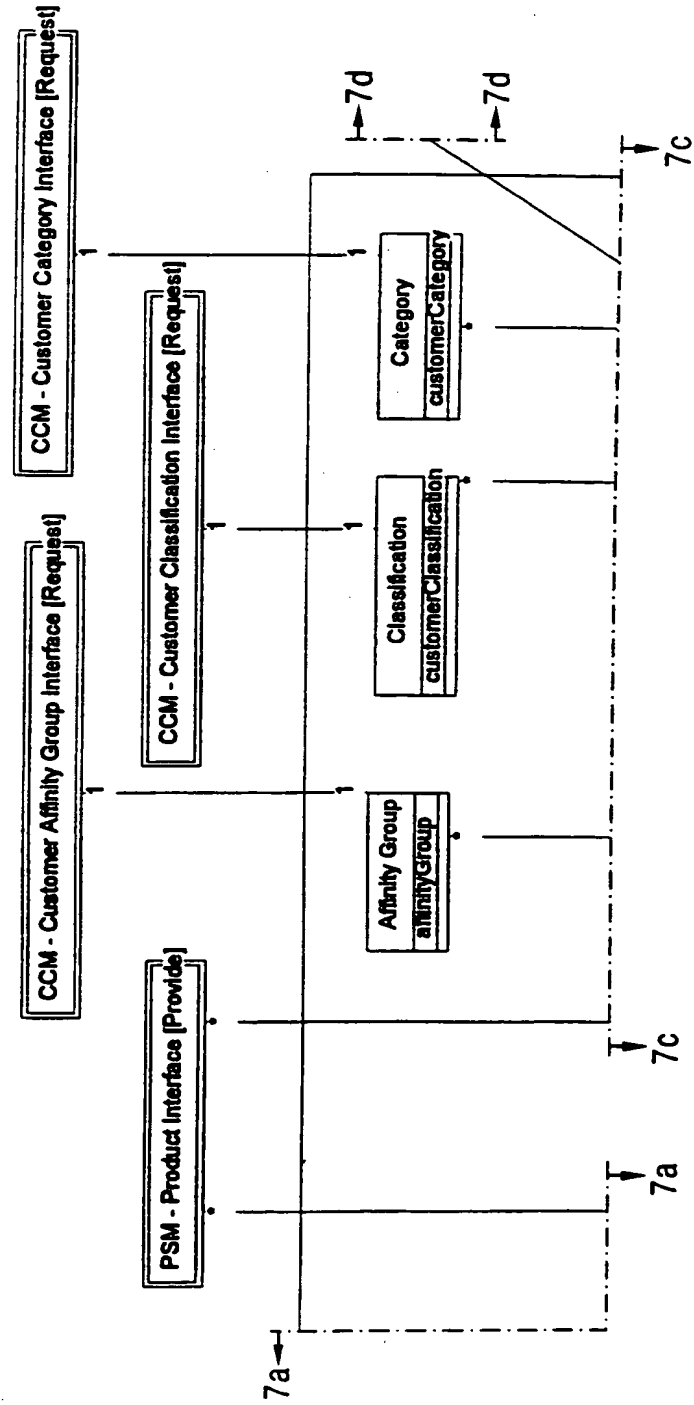 CCM - Customer Category Interface [Request]
CCM - Customer Affinity Group Interface [Request]
CCM - Customer Classification Interface [Request]
PSM - Product Interface [Provide]
1
1
1
1
1
1
Affinity Group
affinityGroup
Classification
customerClassification
Category
customerCategory
7a
7a
7c
7c
7d
7d